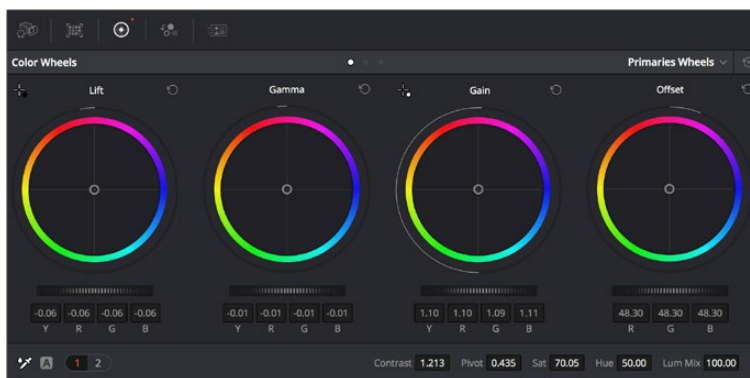 Color Wheels Primaries Wheels
Lift Gamma Gain Offset
-0.06 -0.06 -0.06 -0.06 -0.01 -0.01 -0.01 -0.01 1.10 1.10 1.09 1.11 48.30 48.30 48.30
Y R G B Y R G B Y R G B R G B
A 1 2 Contrast 1.213 Pivot 0.435 Sat 70.05 Hue 50.00 Lum Mix 100.00